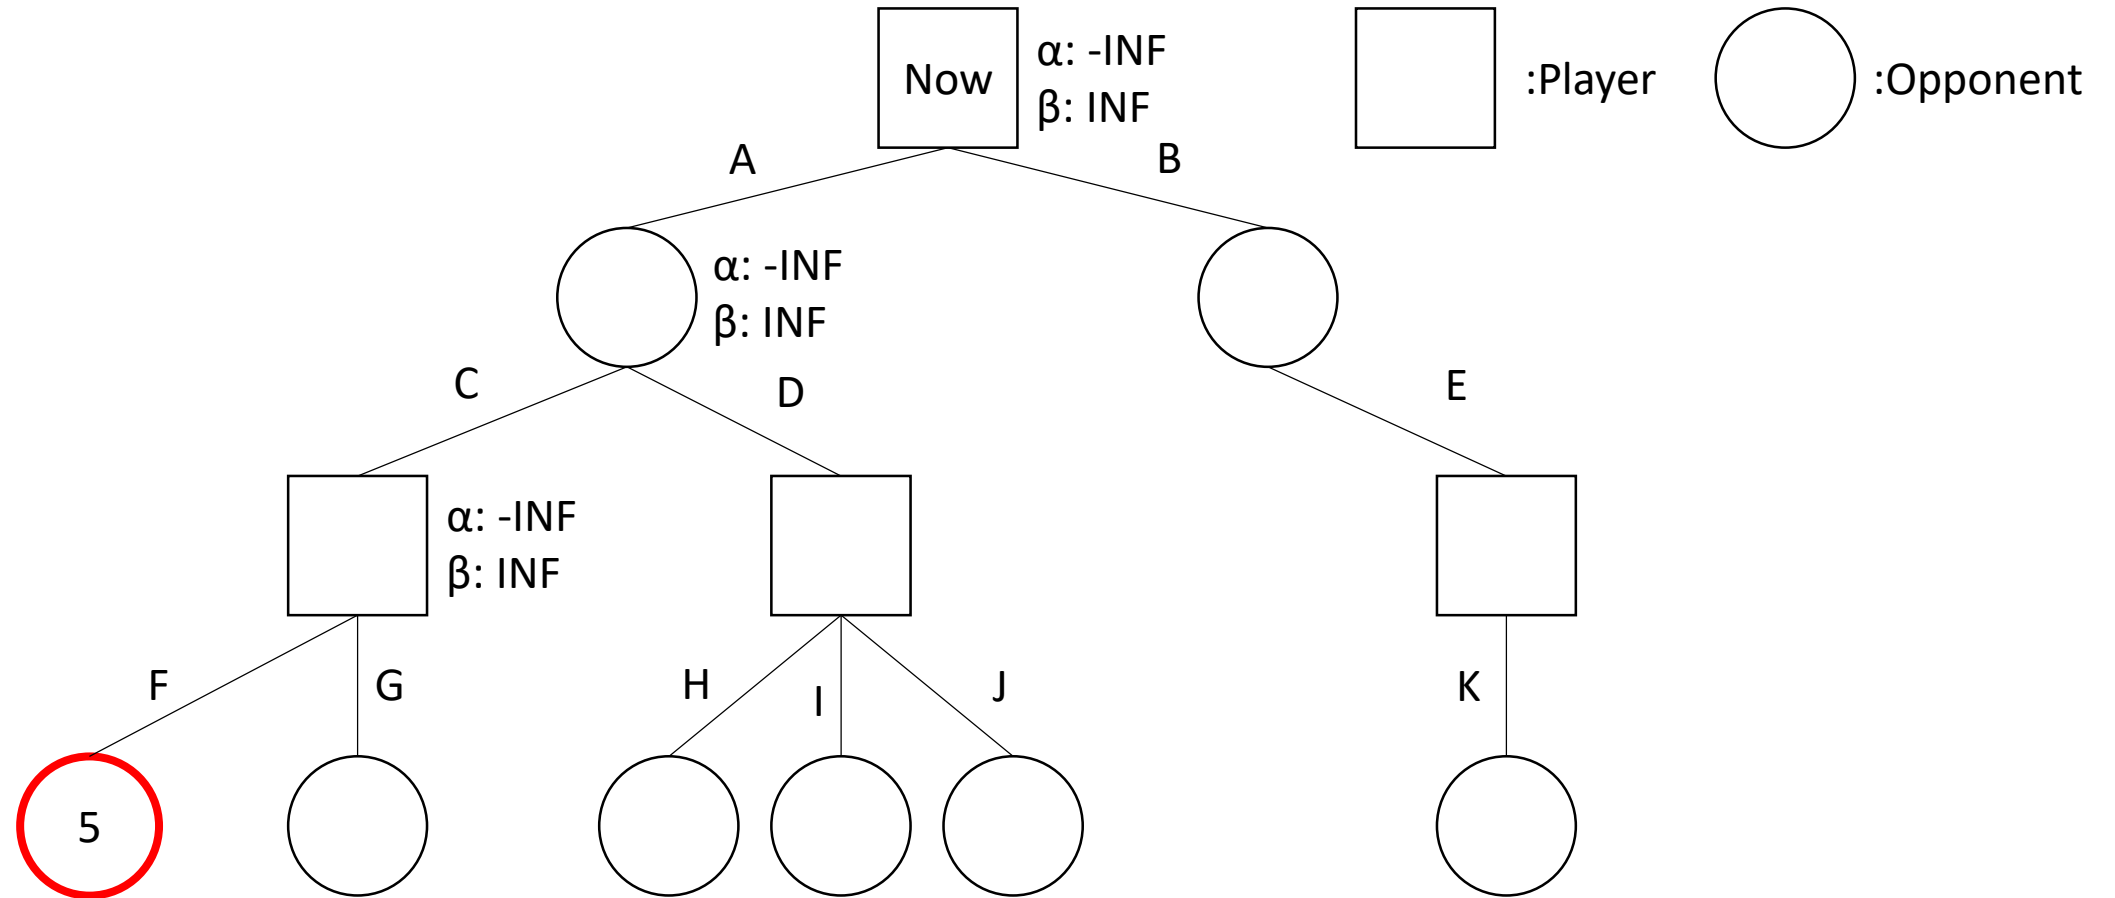 Now
α: -INF
β: INF
:Player
:Opponent
A
B
α: -INF
β: INF
C
D
E
α: -INF
β: INF
F
G
H
I
J
K
5